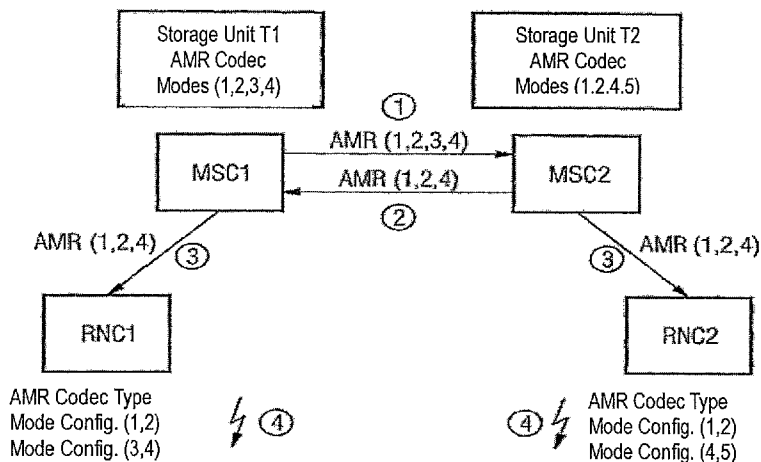 Storage Unit T1
AMR Codec
Modes (1,2,3,4)
Storage Unit T2
AMR Codec
Modes (1.2.4.5)
1
AMR (1,2,3,4)
MSC1
MSC2
AMR (1,2,4)
2
AMR (1,2,4)
3
3
AMR (1,2,4)
RNC1
RNC2
AMR Codec Type
Mode Config. (1,2)
Mode Config. (3,4)
4
4
AMR Codec Type
Mode Config. (1,2)
Mode Config. (4,5)